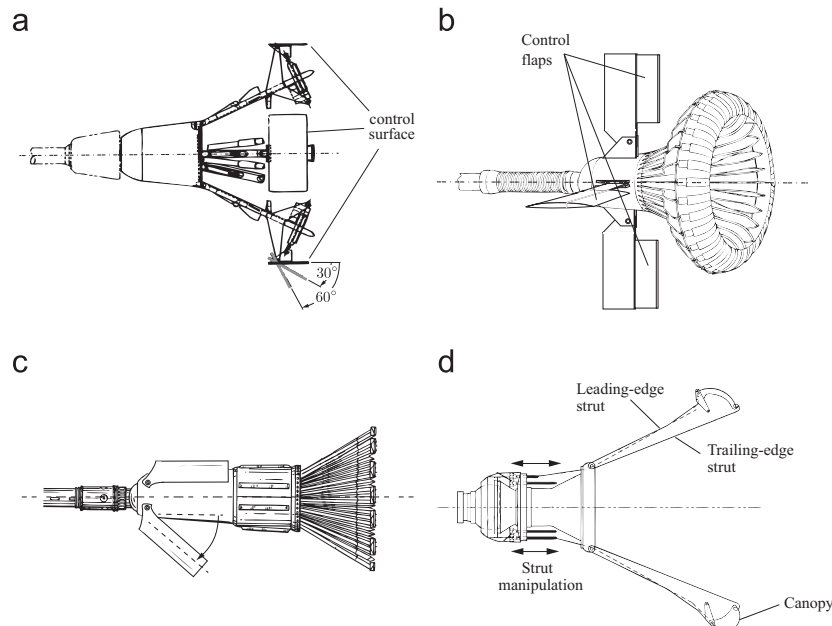 a
control
surface
30°
60°
b
Control
flaps
c
d
Leading-edge
strut
Trailing-edge
strut
Strut
manipulation
Canopy